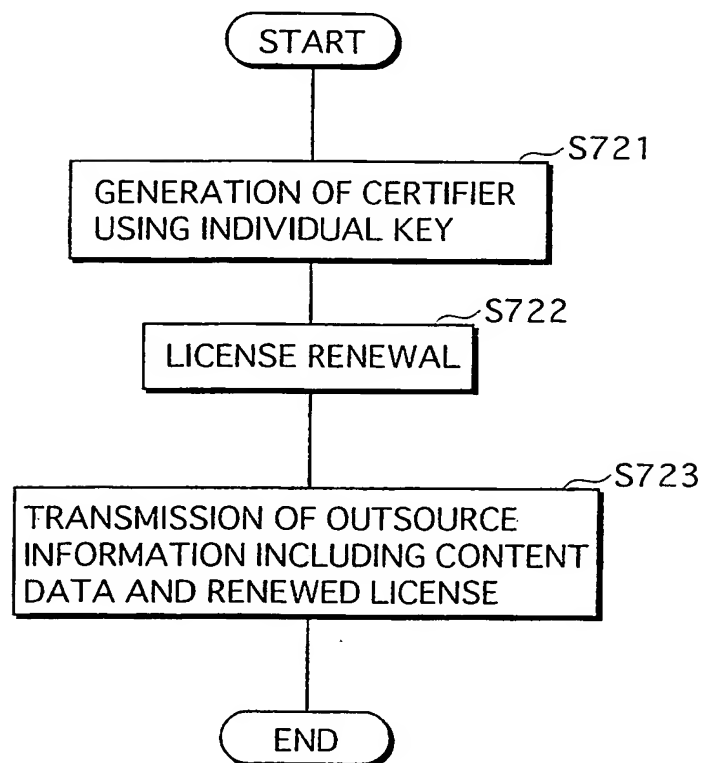 START
S721
GENERATION OF CERTIFIER
USING INDIVIDUAL KEY
S722
LICENSE RENEWAL
S723
TRANSMISSION OF OUTSOURCE
INFORMATION INCLUDING CONTENT
DATA AND RENEWED LICENSE
END